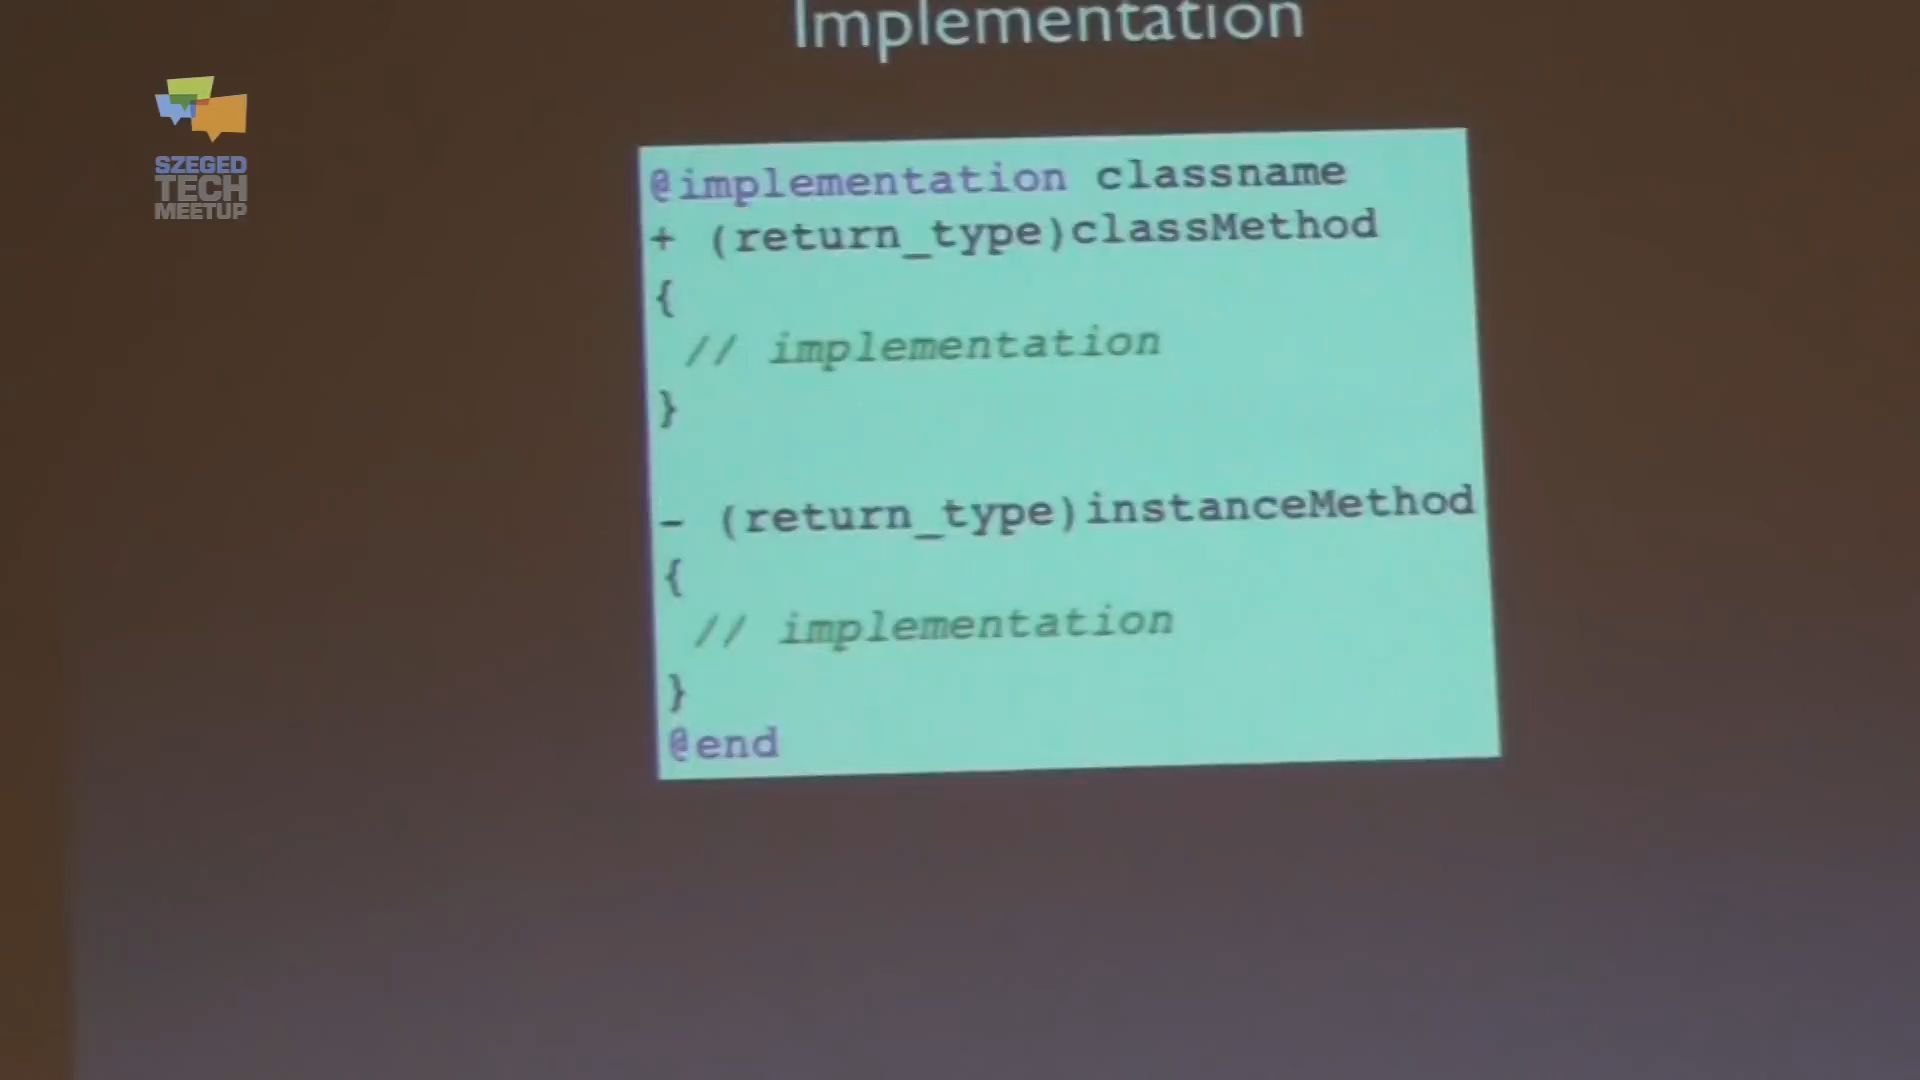 Implementation
SZEGED
TECH
MEETUP
@implementation classname
+ (return_type)classMethod
{
// implementation
}
- (return_type)instanceMethod
{
// implementation
}
@end